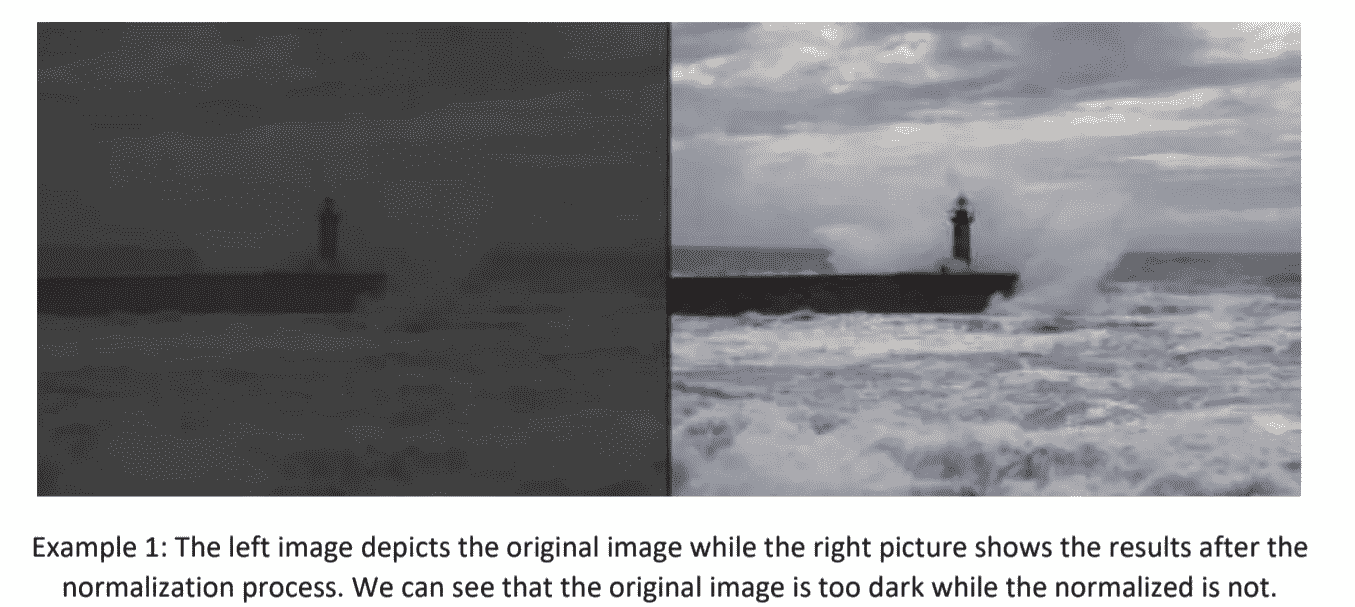 Example 1: The left image depicts the original image while the right picture shows the results after the
normalization process. We can see that the original image is too dark while the normalized is not.